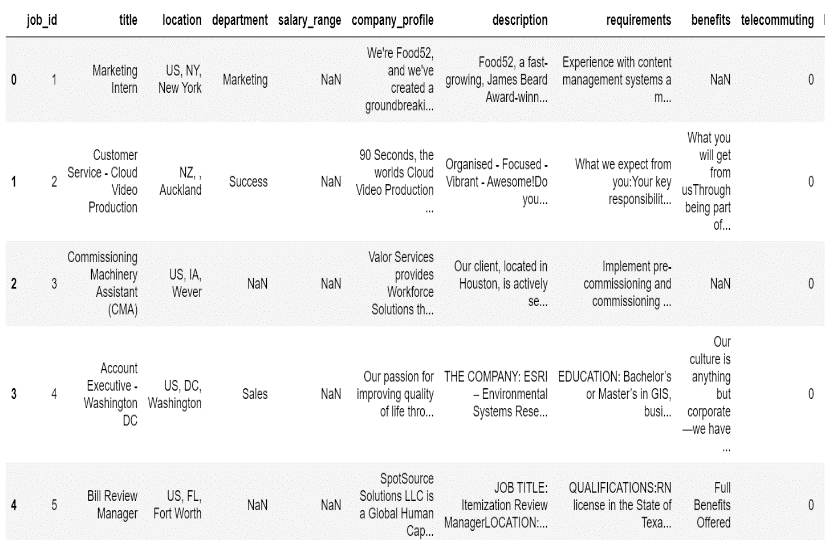 job_id title location department salary_range company_profile description requirements benefits telecommuting
0 1 Marketing Intern US, NY, New York Marketing NaN We're Food52, and we've created a groundbreaki... Food52, a fast-growing, James Beard Award-winn... Experience with content management systems a m... NaN 0
1 2 Customer Service - Cloud Video Production NZ, , Auckland Success NaN 90 Seconds, the worlds Cloud Video Production ... Organised - Focused - Vibrant - Awesome!Do you... What we expect from you:Your key responsibilit... What you will get from usThrough being part of... 0
2 3 Commissioning Machinery Assistant (CMA) US, IA, Wever NaN NaN Valor Services provides Workforce Solutions th... Our client, located in Houston, is actively se... Implement pre-commissioning and commissioning ... NaN 0
3 4 Account Executive - Washington DC US, DC, Washington Sales NaN Our passion for improving quality of life thro... THE COMPANY: ESRI – Environmental Systems Rese... EDUCATION: Bachelor's or Master's in GIS, busi... Our culture is anything but corporate—we have ... 0
4 5 Bill Review Manager US, FL, Fort Worth NaN NaN SpotSource Solutions LLC is a Global Human Cap... JOB TITLE: Itemization Review ManagerLOCATION:... QUALIFICATIONS:RN license in the State of Texa... Full Benefits Offered 0